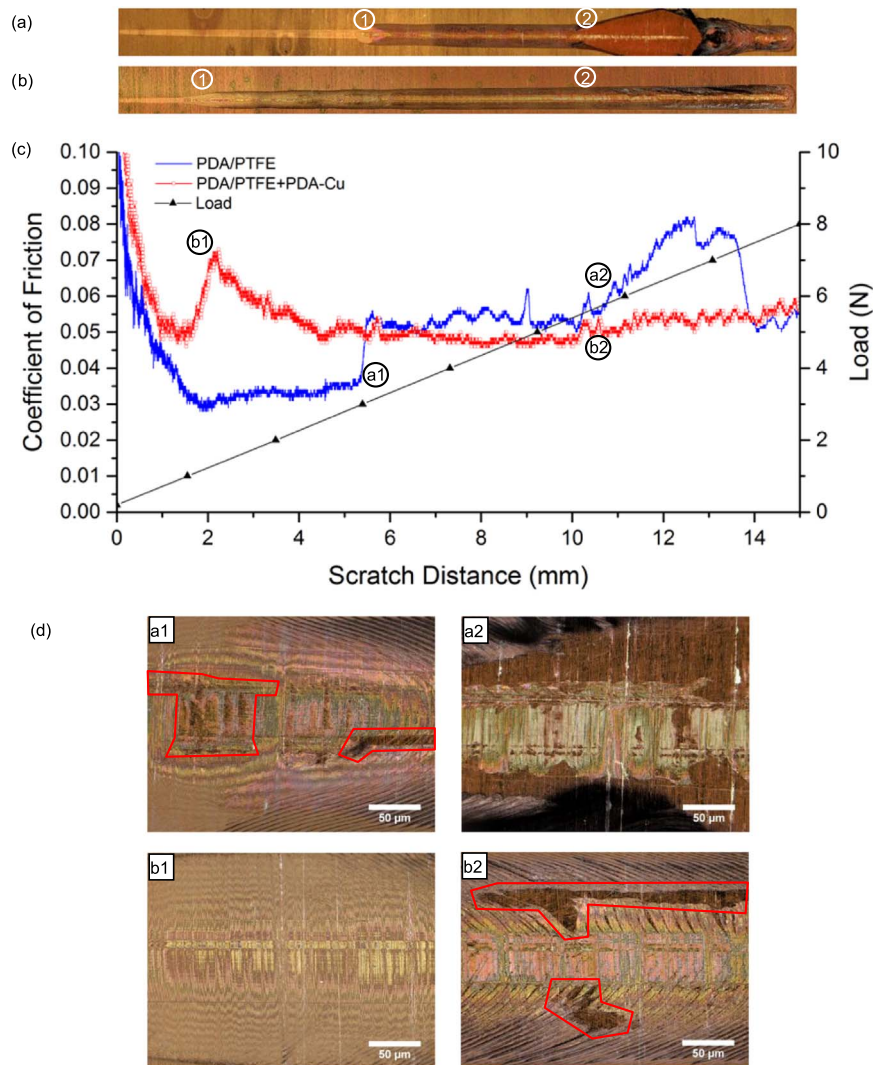 (a)
1
2
(b)
1
2
(c)
0.10
0.09
0.08
0.07
0.06
0.05
0.04
0.03
0.02
0.01
0.00
Coefficient of Friction
PDA/PTFE
PDA/PTFE+PDA-Cu
Load
b1
a1
a2
b2
10
8
6
4
2
0
Load (N)
0 2 4 6 8 10 12 14
Scratch Distance (mm)
(d)
a1
50 µm
a2
50 µm
b1
50 µm
b2
50 µm